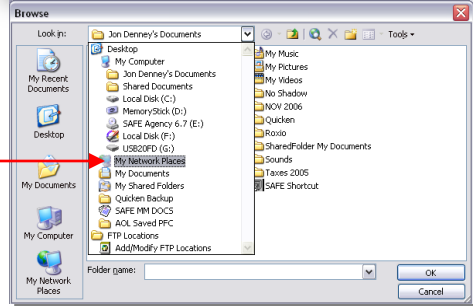 Browse
Look in:
Jon Denney's Documents
Tools
My Recent
Documents
Desktop
My Documents
My Computer
My Network
Places
Desktop
My Computer
Jon Denney's Documents
Shared Documents
Local Disk (C:)
MemoryStick (D:)
SAFE Agency 6.7 (E:)
Local Disk (F:)
USB20FD (G:)
My Network Places
My Documents
My Shared Folders
Quicken Backup
SAFE MM DOCS
AOL Saved PFC
FTP Locations
Add/Modify FTP Locations
My Music
My Pictures
My Videos
No Shadow
NOV 2006
Quicken
Roxio
SharedFolder My Documents
Sounds
Taxes 2005
SAFE Shortcut
Folder name:
OK
Cancel